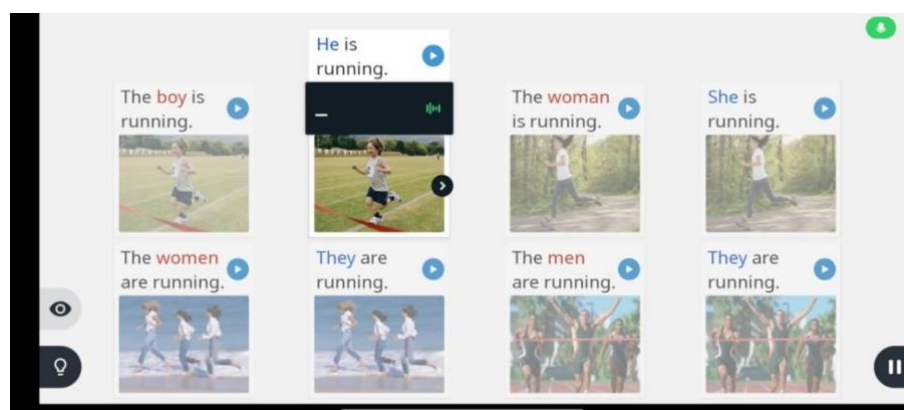 He is
running.
The boy is
running.
The woman
is running.
She is
running.
The women
are running.
They are
running.
The men
are running.
They are
running.